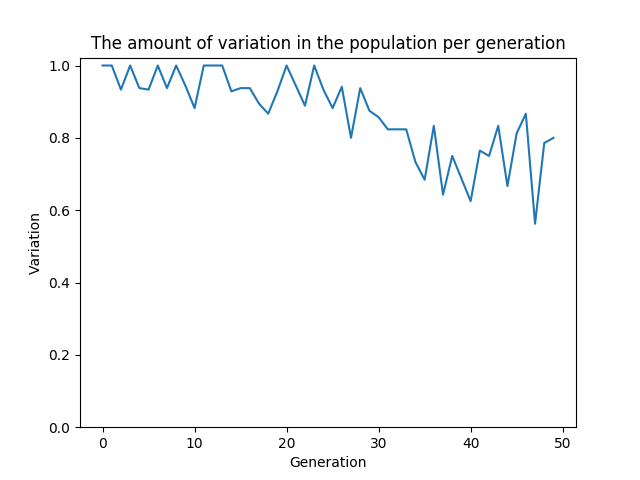 The amount of variation in the population per generation
1.0
0.8
0.6
0.4
0.2
0.0
Variation
0 10 20 30 40 50
Generation